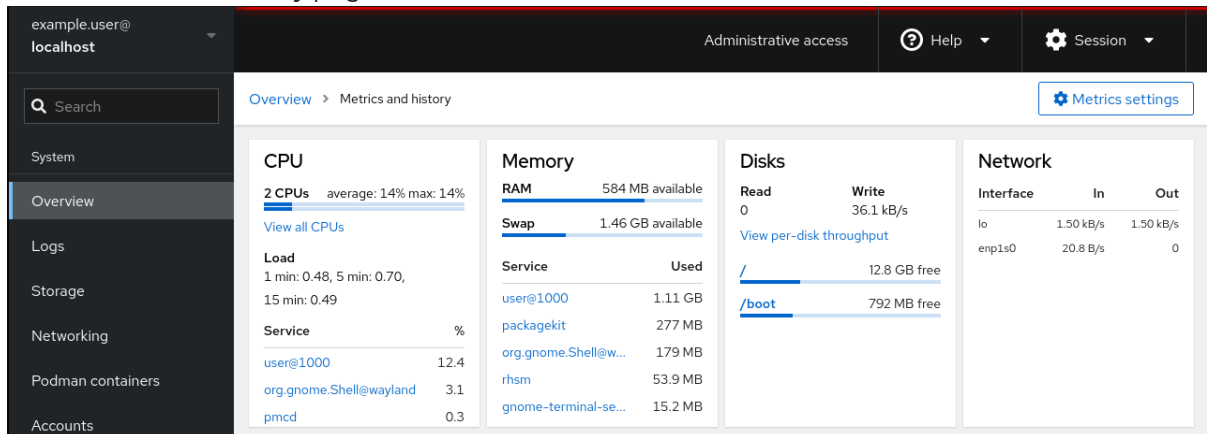 example.user@
localhost
Administrative access
Help
Session
Search
Overview > Metrics and history
Metrics settings
System
Overview
Logs
Storage
Networking
Podman containers
Accounts
CPU
2 CPUs average: 14% max: 14%
View all CPUs
Load
1 min: 0.48, 5 min: 0.70,
15 min: 0.49
Service %
user@1000 12.4
org.gnome.Shell@wayland 3.1
pmcd 0.3
Memory
RAM 584 MB available
Swap 1.46 GB available
Service Used
user@1000 1.11 GB
packagekit 277 MB
org.gnome.Shell@w... 179 MB
rhsm 53.9 MB
gnome-terminal-se... 15.2 MB
Disks
Read Write
0 36.1 kB/s
View per-disk throughput
/ 12.8 GB free
/boot 792 MB free
Network
Interface In Out
lo 1.50 kB/s 1.50 kB/s
enp1s0 20.8 B/s 0